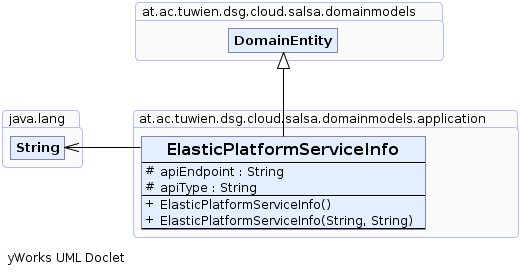 at.ac.tuwien.dsg.cloud.salsa.domainmodels
DomainEntity
java.lang
String
at.ac.tuwien.dsg.cloud.salsa.domainmodels.application
ElasticPlatformServiceInfo
# apiEndpoint : String
# apiType : String
+ ElasticPlatformServiceInfo()
+ ElasticPlatformServiceInfo(String, String)
yWorks UML Doclet